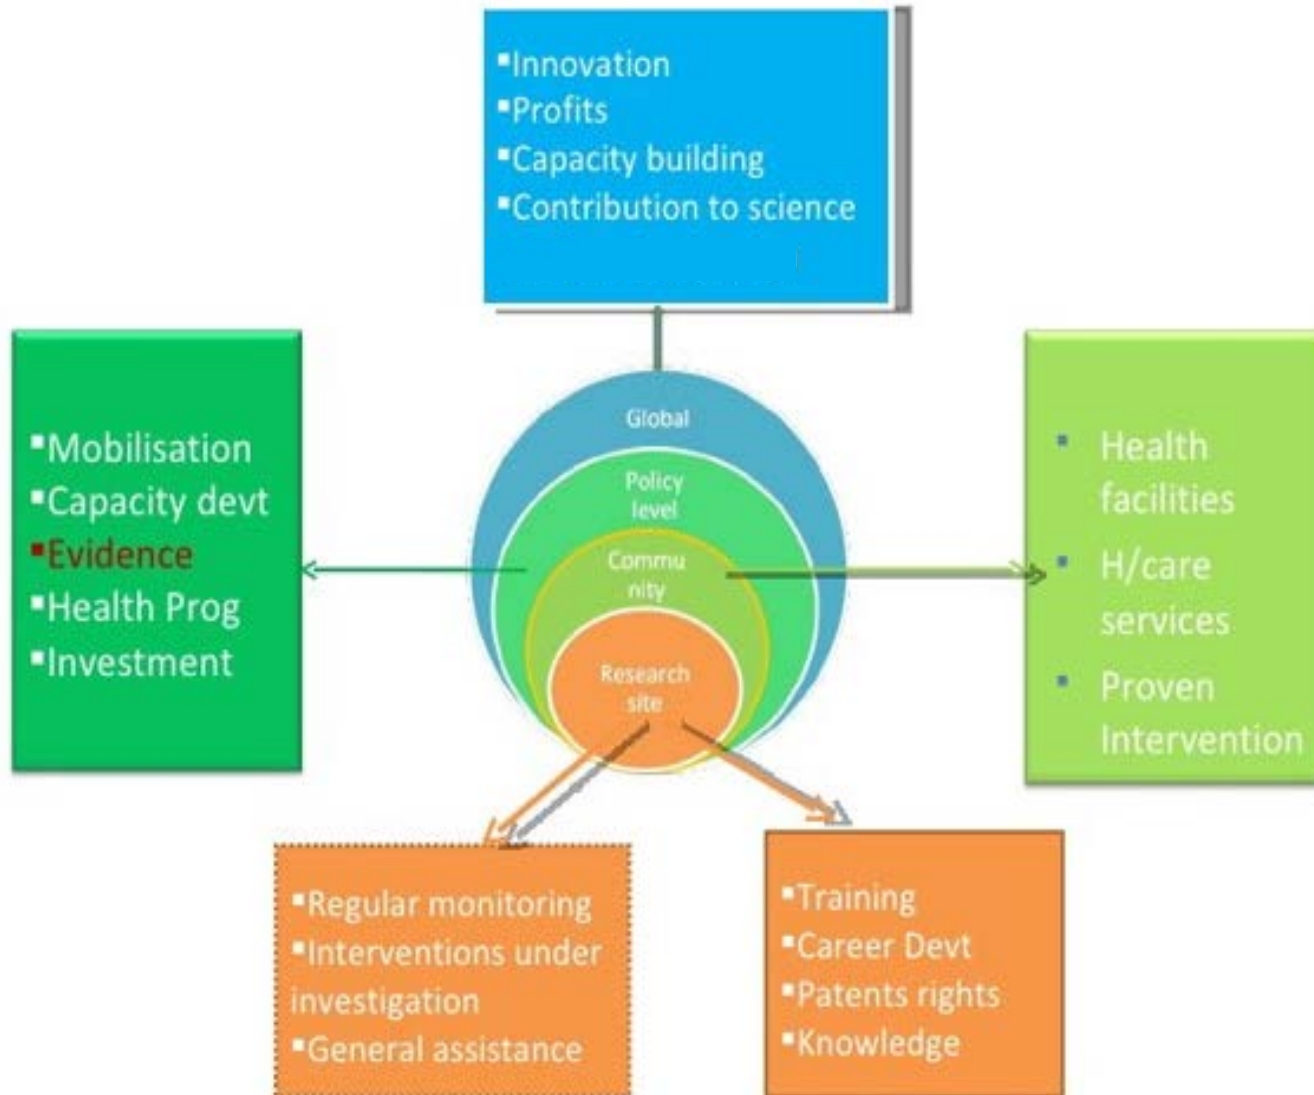 ▪Innovation
▪Profits
▪Capacity building
▪Contribution to science
Global
Policy
level
Commu
nity
Research
site
▪Mobilisation
▪Capacity devt
▪Evidence
▪Health Prog
▪Investment
▪ Health
facilities
▪ H/care
services
▪ Proven
Intervention
▪Regular monitoring
▪Interventions under
investigation
▪General assistance
▪Training
▪Career Devt
▪Patents rights
▪Knowledge